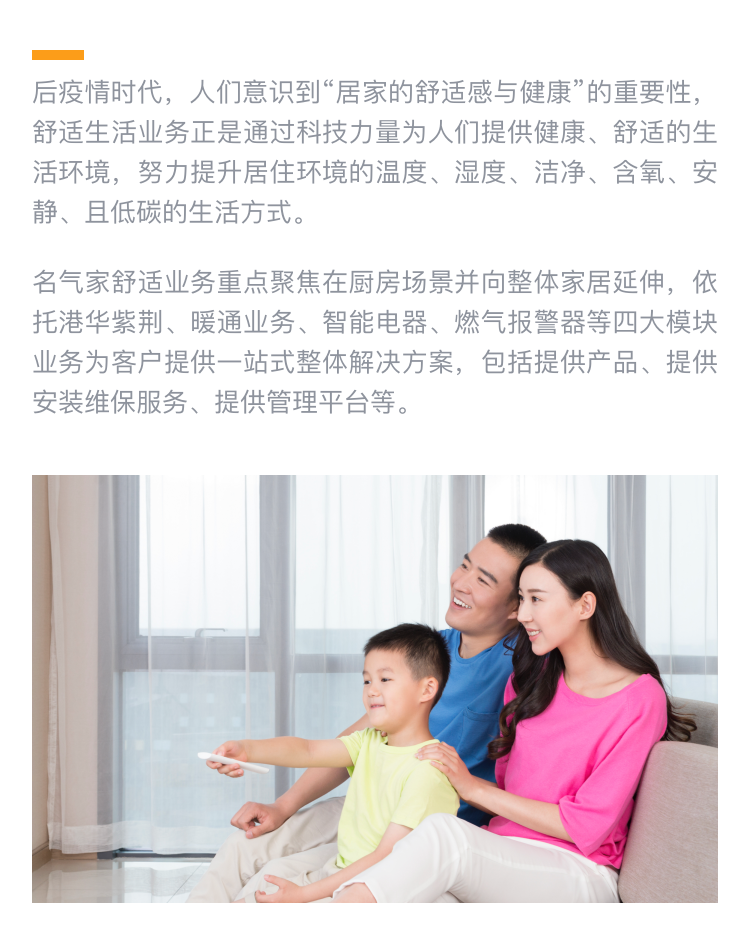 后疫情时代，人们意识到“居家的舒适感与健康”的重要性，
舒适生活业务正是通过科技力量为人们提供健康、舒适的生
活环境，努力提升居住环境的温度、湿度、洁净、含氧、安
静、且低碳的生活方式。
名气家舒适业务重点聚焦在厨房场景并向整体家居延伸，依
托港华紫荆、暖通业务、智能电器、燃气报警器等四大模块
业务为客户提供一站式整体解决方案，包括提供产品、提供
安装维保服务、提供管理平台等。